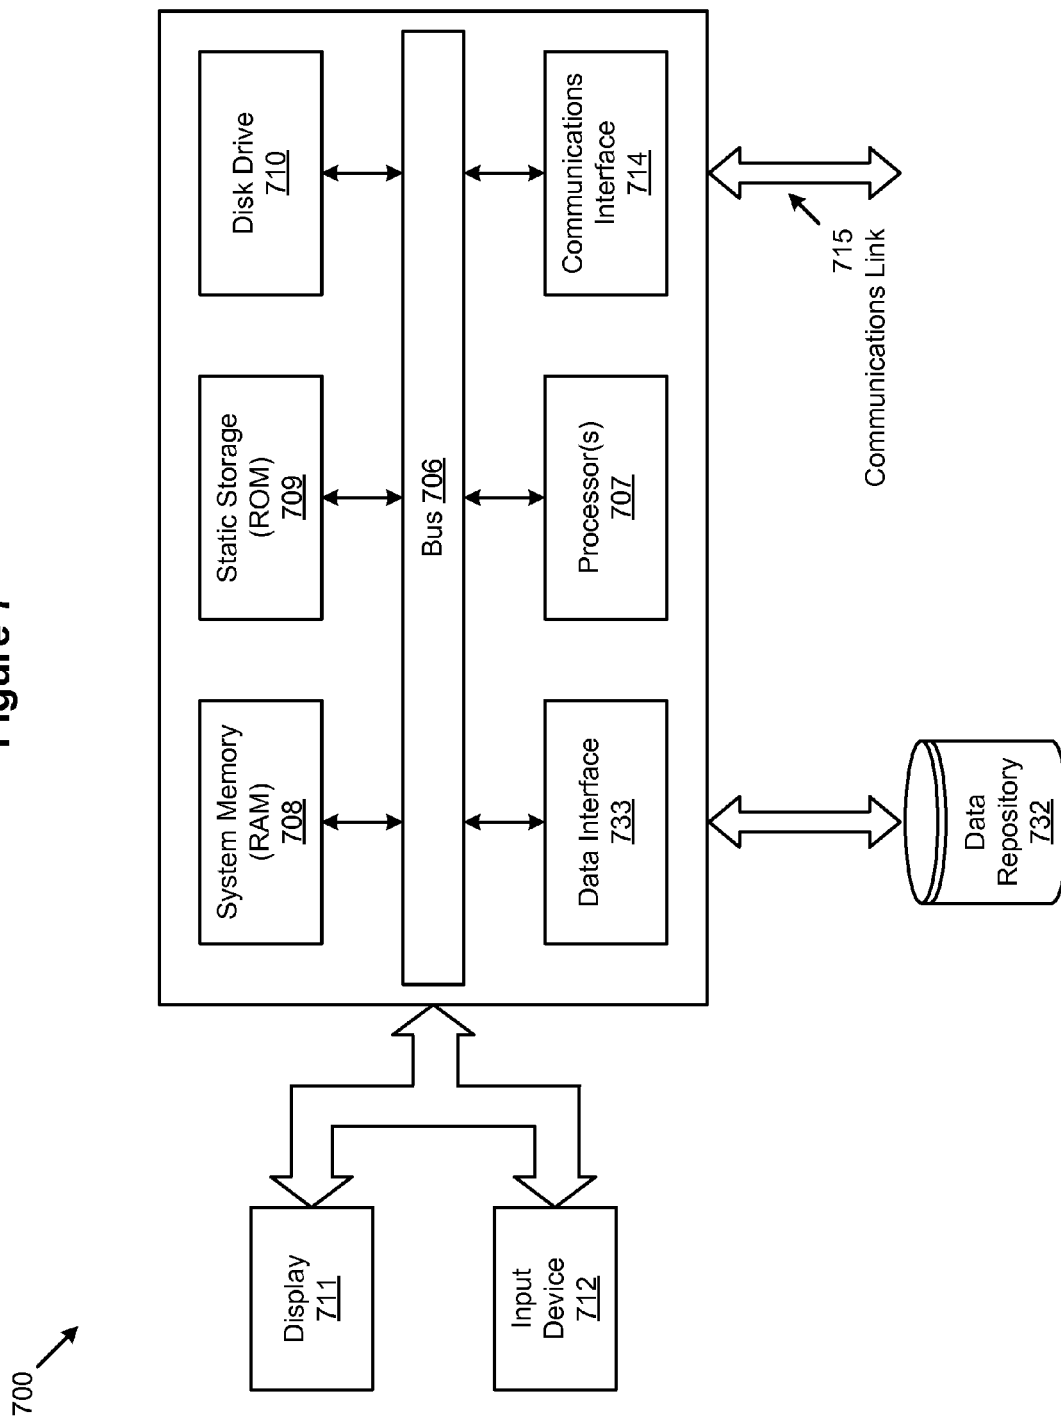 Figure 7
700
Display
711
Input
Device
712
System Memory
(RAM)
708
Static Storage
(ROM)
709
Disk Drive
710
Bus 706
Data Interface
733
Processor(s)
707
Communications
Interface
714
715
Communications Link
Data
Repository
732